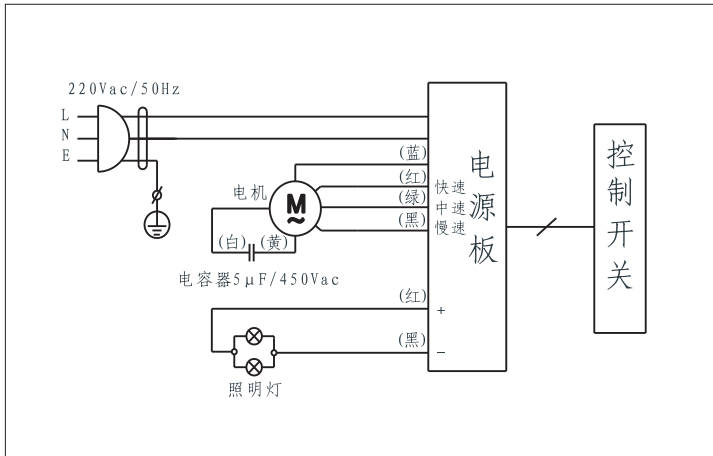 220Vac/50Hz
L
N
E
(蓝)
(红)
快速
(绿)
中速
(黑)
慢速
电机
M
~
(白)
(黄)
电容器5μF/450Vac
(红)
+
(黑)
-
照明灯
电源板
控制开关